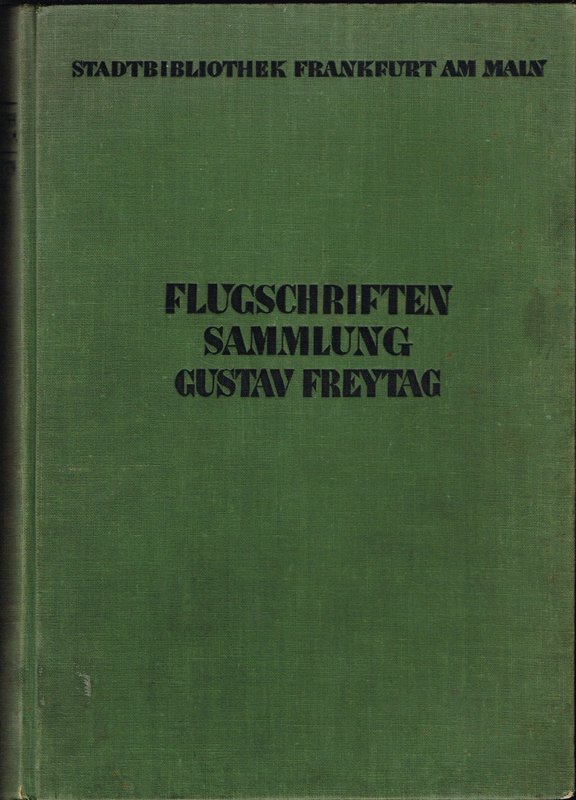 STADTBIBLIOTHEK FRANKFURT AM MAIN
FLUGSCHRIFTEN
SAMMLUNG
GUSTAV FREYTAG